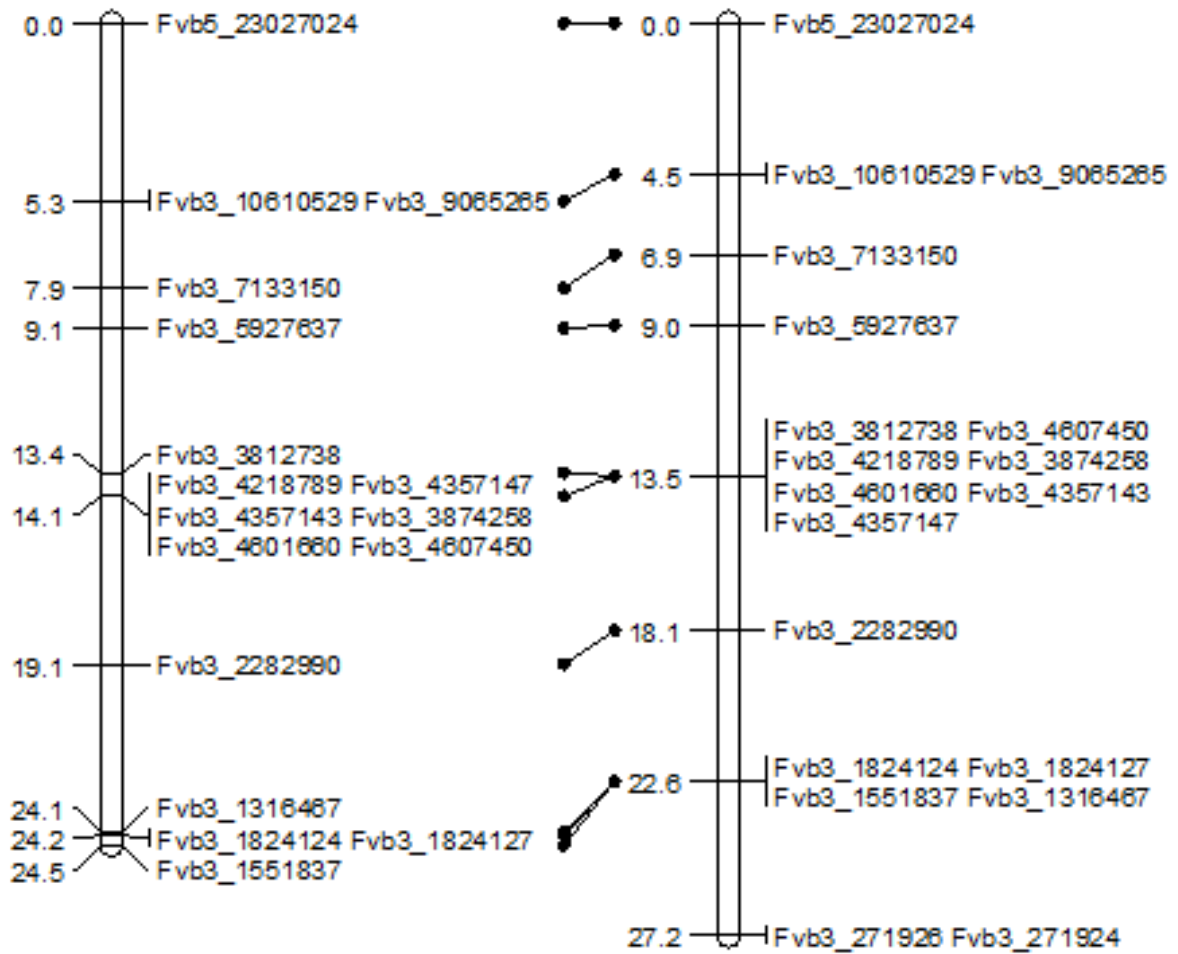 0.0 Fvb5_23027024
5.3 Fvb3_10610529 Fvb3_9065265
7.9 Fvb3_7133150
9.1 Fvb3_5927637
13.4 Fvb3_3812738
Fvb3_4218789 Fvb3_4357147
14.1 Fvb3_4357143 Fvb3_3874258
Fvb3_4601660 Fvb3_4607450
19.1 Fvb3_2282990
24.1 Fvb3_1316467
24.2 Fvb3_1824124 Fvb3_1824127
24.5 Fvb3_1551837
0.0 Fvb5_23027024
4.5 Fvb3_10610529 Fvb3_9065265
6.9 Fvb3_7133150
9.0 Fvb3_5927637
Fvb3_3812738 Fvb3_4607450
Fvb3_4218789 Fvb3_3874258
13.5 Fvb3_4601660 Fvb3_4357143
Fvb3_4357147
18.1 Fvb3_2282990
22.6 Fvb3_1824124 Fvb3_1824127
Fvb3_1551837 Fvb3_1316467
27.2 Fvb3_271926 Fvb3_271924